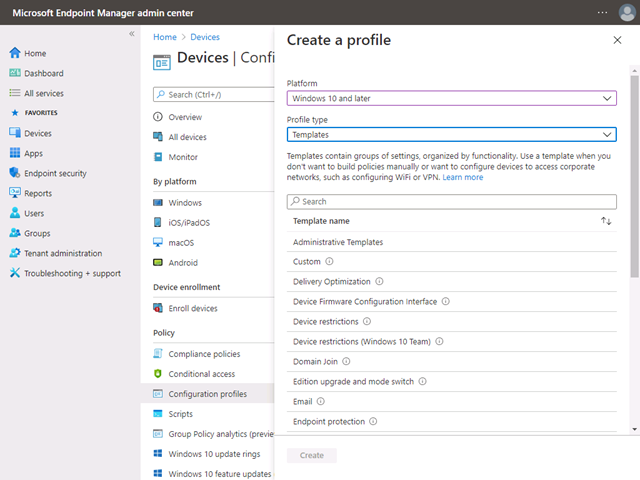 Microsoft Endpoint Manager admin center
Home
Dashboard
All services
FAVORITES
Devices
Apps
Endpoint security
Reports
Users
Groups
Tenant administration
Troubleshooting + support
Home > Devices
Devices | Confi
Search (Ctrl+/)
Overview
All devices
Monitor
By platform
Windows
iOS/iPadOS
macOS
Android
Device enrollment
Enroll devices
Policy
Compliance policies
Conditional access
Configuration profiles
Scripts
Group Policy analytics (previe
Windows 10 update rings
Windows 10 feature updates
Create a profile
Platform
Windows 10 and later
Profile type
Templates
Templates contain groups of settings, organized by functionality. Use a template when you
don't want to build policies manually or want to configure devices to access corporate
networks, such as configuring WiFi or VPN. Learn more
Search
Template name
Administrative Templates
Custom
Delivery Optimization
Device Firmware Configuration Interface
Device restrictions
Device restrictions (Windows 10 Team)
Domain Join
Edition upgrade and mode switch
Email
Endpoint protection
Create